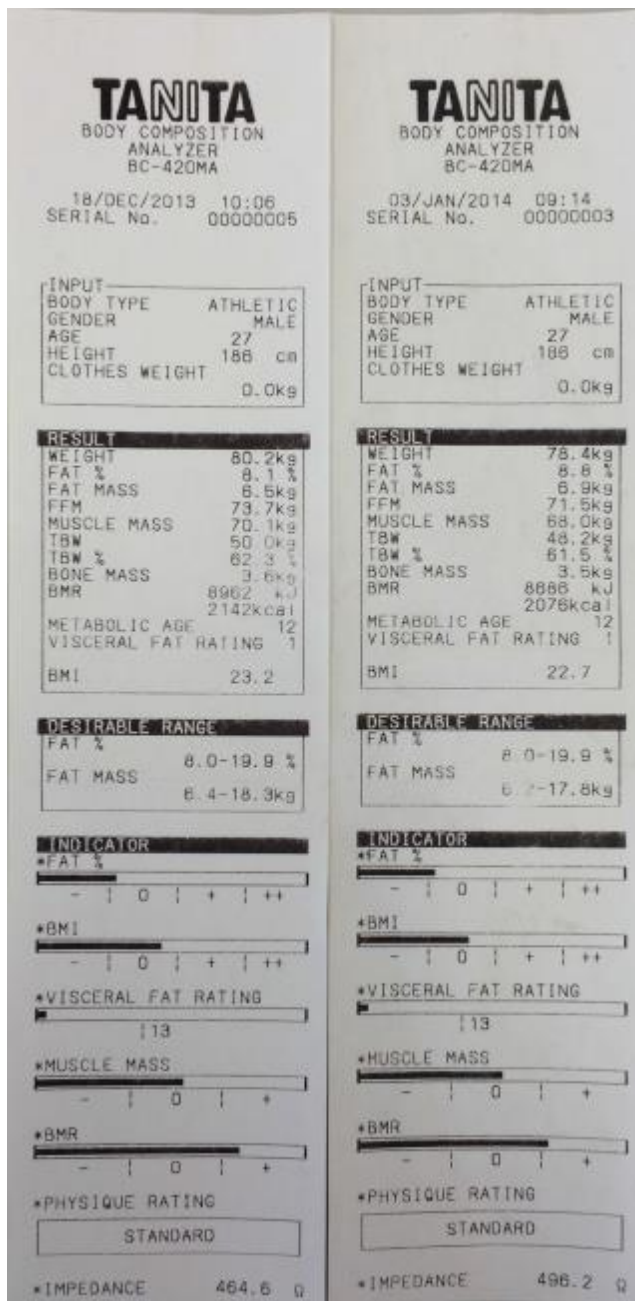 TANITA
BODY COMPOSITION
ANALYZER
BC-420MA
18/DEC/2013 10:06
SERIAL No. 00000005
INPUT
BODY TYPE ATHLETIC
GENDER MALE
AGE 27
HEIGHT 186 cm
CLOTHES WEIGHT
0.0kg
RESULT
WEIGHT 80.2kg
FAT % 8.1 %
FAT MASS 6.5kg
FFM 73.7kg
MUSCLE MASS 70.1kg
TBW 50.0kg
TBW % 62.3 %
BONE MASS 3.6kg
BMR 8962 kJ
2142kcal
METABOLIC AGE 12
VISCERAL FAT RATING 1
BMI 23.2
DESIRABLE RANGE
FAT %
8.0-19.9 %
FAT MASS
6.4-18.3kg
INDICATOR
*FAT %
- | 0 | + | ++
*BMI
- | 0 | + | ++
*VISCERAL FAT RATING
|13
*MUSCLE MASS
- | 0 | +
*BMR
- | 0 | +
*PHYSIQUE RATING
STANDARD
*IMPEDANCE 464.6 Ω
TANITA
BODY COMPOSITION
ANALYZER
BC-420MA
03/JAN/2014 09:14
SERIAL No. 00000003
INPUT
BODY TYPE ATHLETIC
GENDER MALE
AGE 27
HEIGHT 186 cm
CLOTHES WEIGHT
0.0kg
RESULT
WEIGHT 78.4kg
FAT % 8.8 %
FAT MASS 6.9kg
FFM 71.5kg
MUSCLE MASS 68.0kg
TBW 48.2kg
TBW % 61.5 %
BONE MASS 3.5kg
BMR 8686 kJ
2076kcal
METABOLIC AGE 12
VISCERAL FAT RATING 1
BMI 22.7
DESIRABLE RANGE
FAT %
8.0-19.9 %
FAT MASS
6.2-17.8kg
INDICATOR
*FAT %
- | 0 | + | ++
*BMI
- | 0 | + | ++
*VISCERAL FAT RATING
|13
*MUSCLE MASS
- | 0 | +
*BMR
- | 0 | +
*PHYSIQUE RATING
STANDARD
*IMPEDANCE 496.2 Ω